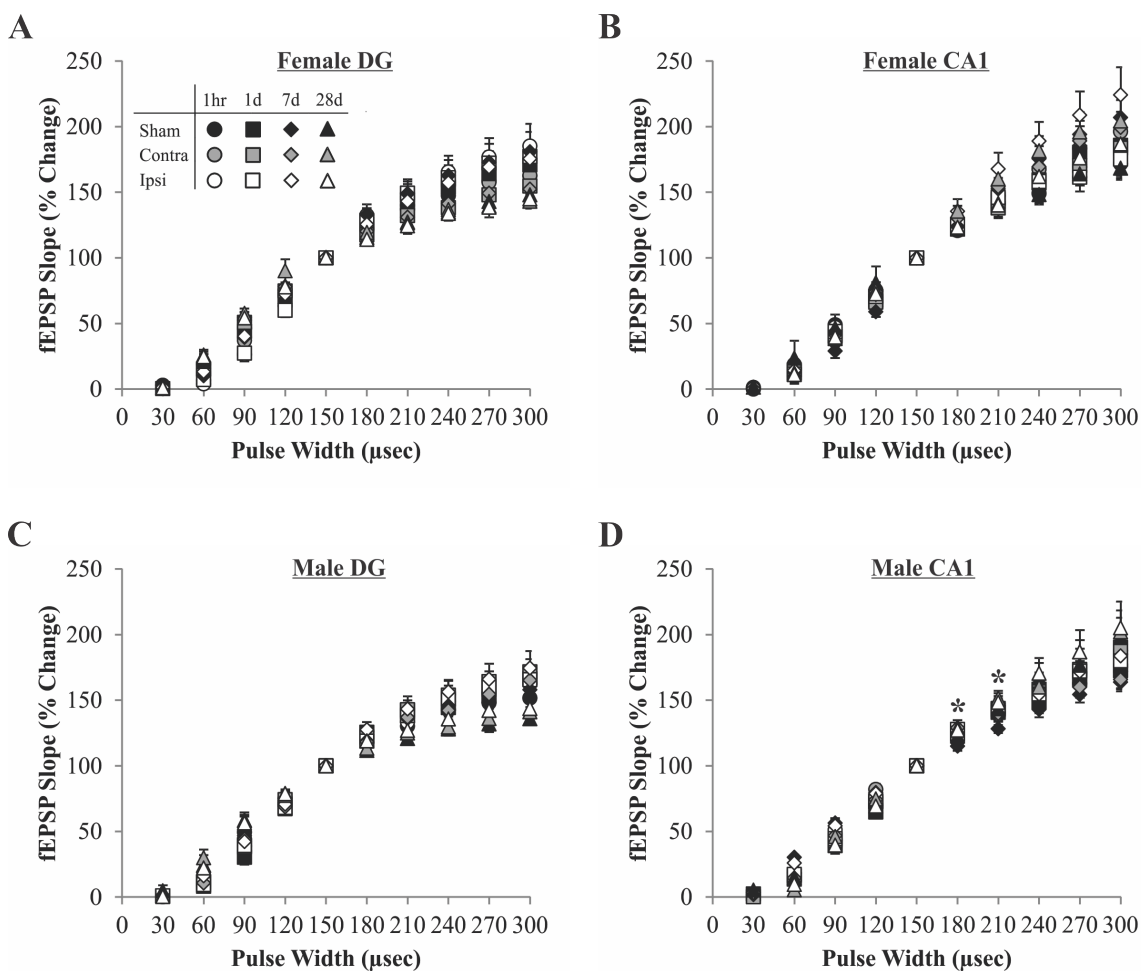 A
Female DG
250
200
150
100
50
0
1hr 1d 7d 28d
Sham
Contra
Ipsi
0 30 60 90 120 150 180 210 240 270 300
Pulse Width (µsec)
fEPSP Slope (% Change)
B
Female CA1
250
200
150
100
50
0
0 30 60 90 120 150 180 210 240 270 300
Pulse Width (µsec)
fEPSP Slope (% Change)
C
Male DG
250
200
150
100
50
0
0 30 60 90 120 150 180 210 240 270 300
Pulse Width (µsec)
fEPSP Slope (% Change)
D
Male CA1
250
200
150
100
50
0
* *
0 30 60 90 120 150 180 210 240 270 300
Pulse Width (µsec)
fEPSP Slope (% Change)